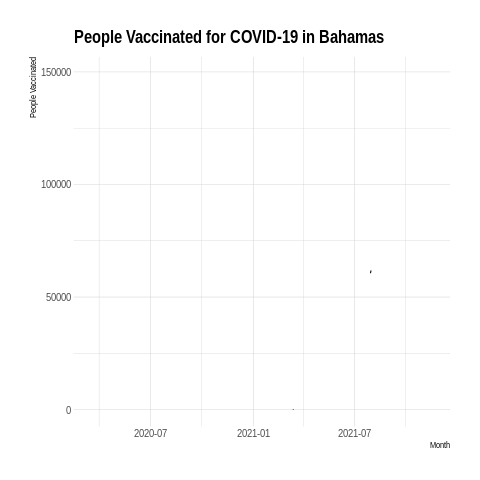 People Vaccinated for COVID-19 in Bahamas
People Vaccinated
150000
100000
50000
0
2020-07 2021-01 2021-07
Month